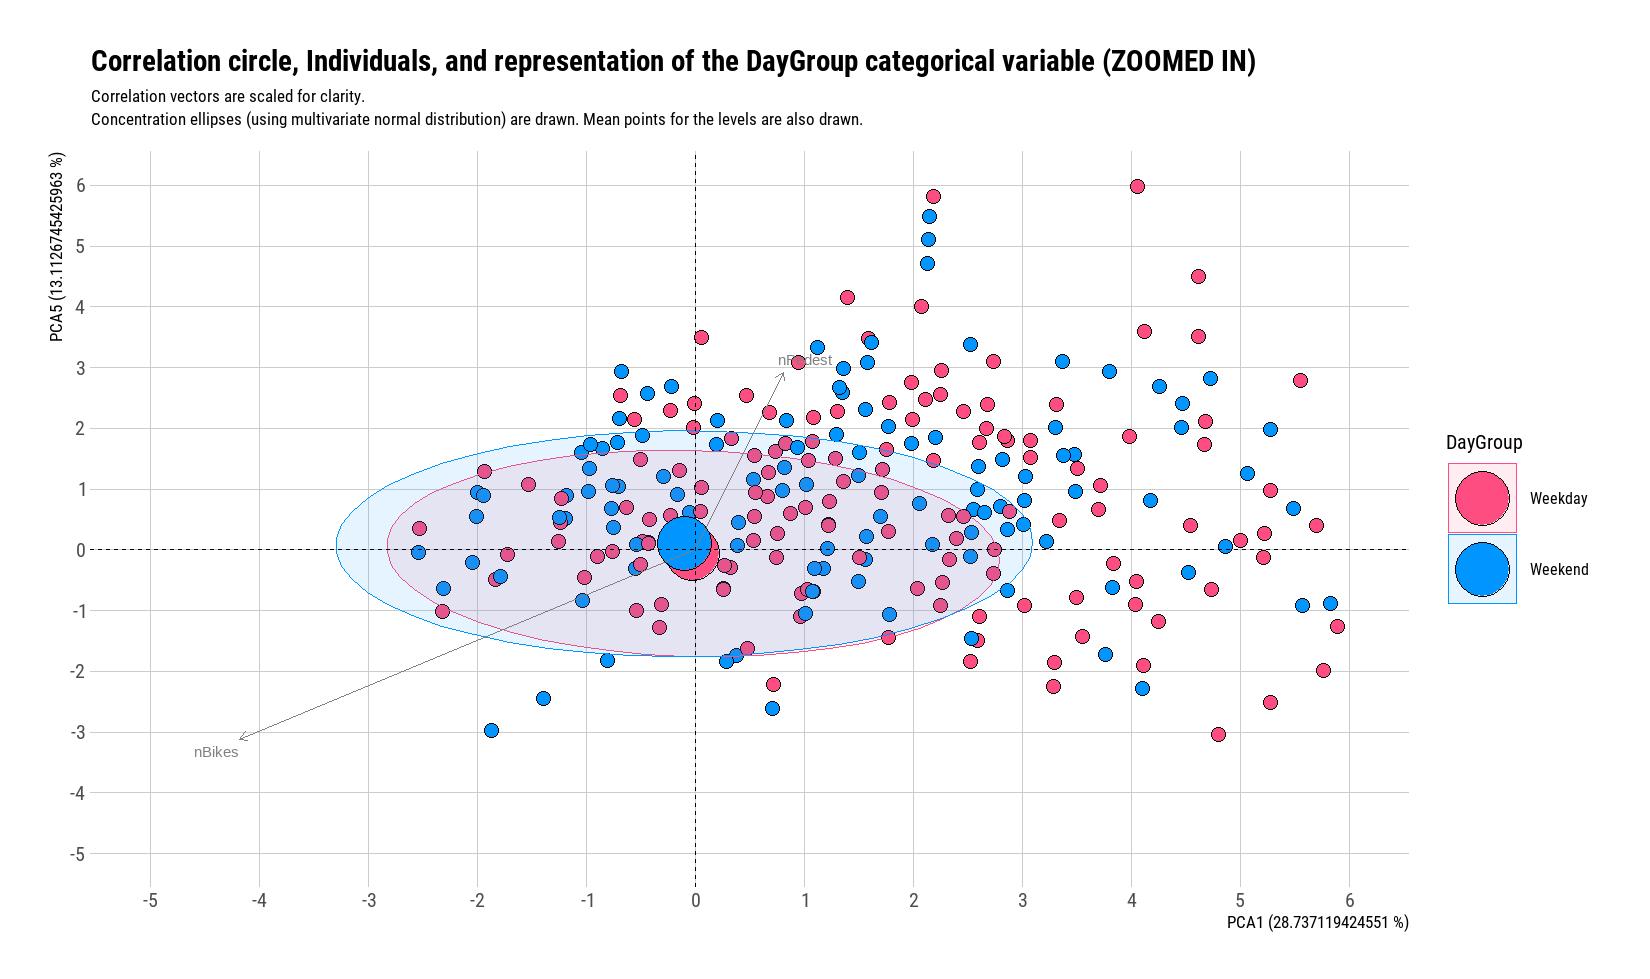 Correlation circle, Individuals, and representation of the DayGroup categorical variable (ZOOMED IN)
Correlation vectors are scaled for clarity.
Concentration ellipses (using multivariate normal distribution) are drawn. Mean points for the levels are also drawn.
PCA5 (13.1126745425963 %)
6
5
4
3
2
1
0
-1
-2
-3
-4
-5
nBikes
-5
-4
-3
-2
-1
0
1
2
3
4
5
6
PCA1 (28.737119424551 %)
DayGroup
Weekday
Weekend